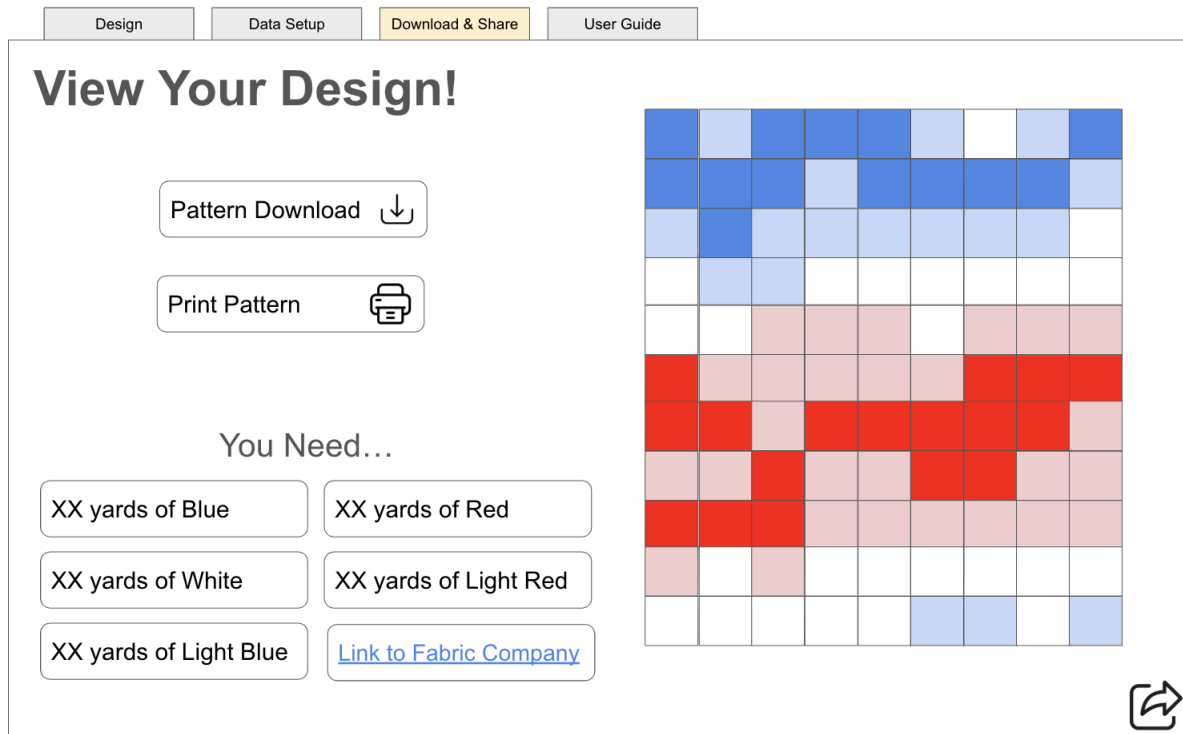 Design
Data Setup
Download & Share
User Guide
View Your Design!
Pattern Download
Print Pattern
You Need…
XX yards of Blue
XX yards of Red
XX yards of White
XX yards of Light Red
XX yards of Light Blue
Link to Fabric Company